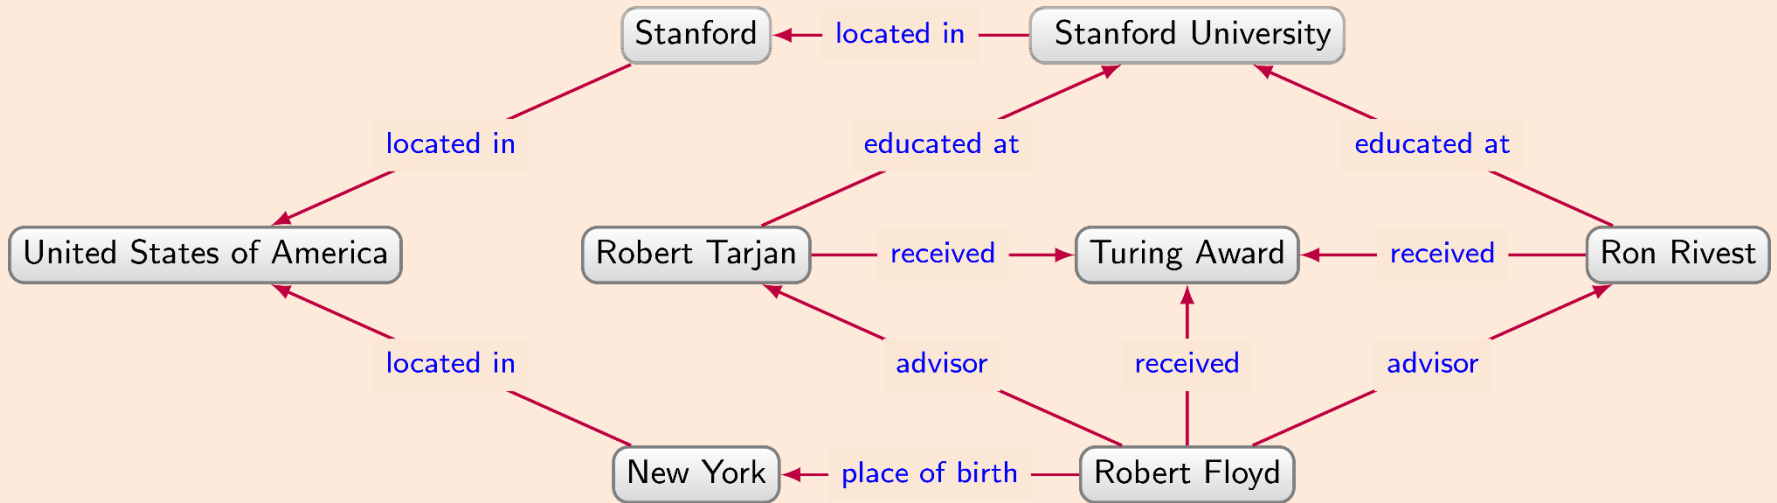 Stanford
located in
Stanford University
located in
educated at
educated at
United States of America
Robert Tarjan
received
Turing Award
received
Ron Rivest
located in
advisor
received
advisor
New York
place of birth
Robert Floyd